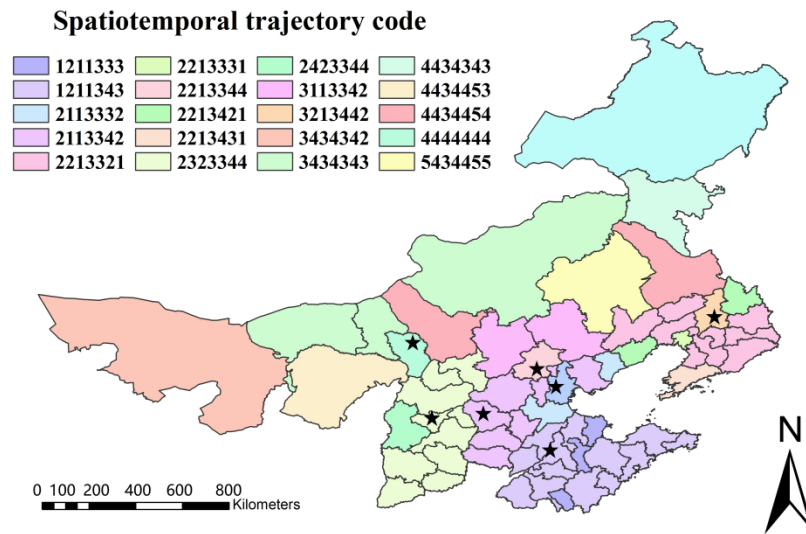 Spatiotemporal trajectory code
1211333 2213331 2423344 4434343
1211343 2213344 3113342 4434453
2113332 2213421 3213442 4434454
2113342 2213431 3434342 4444444
2213321 2323344 3434343 5434455
N
0 100 200 400 600 800
Kilometers